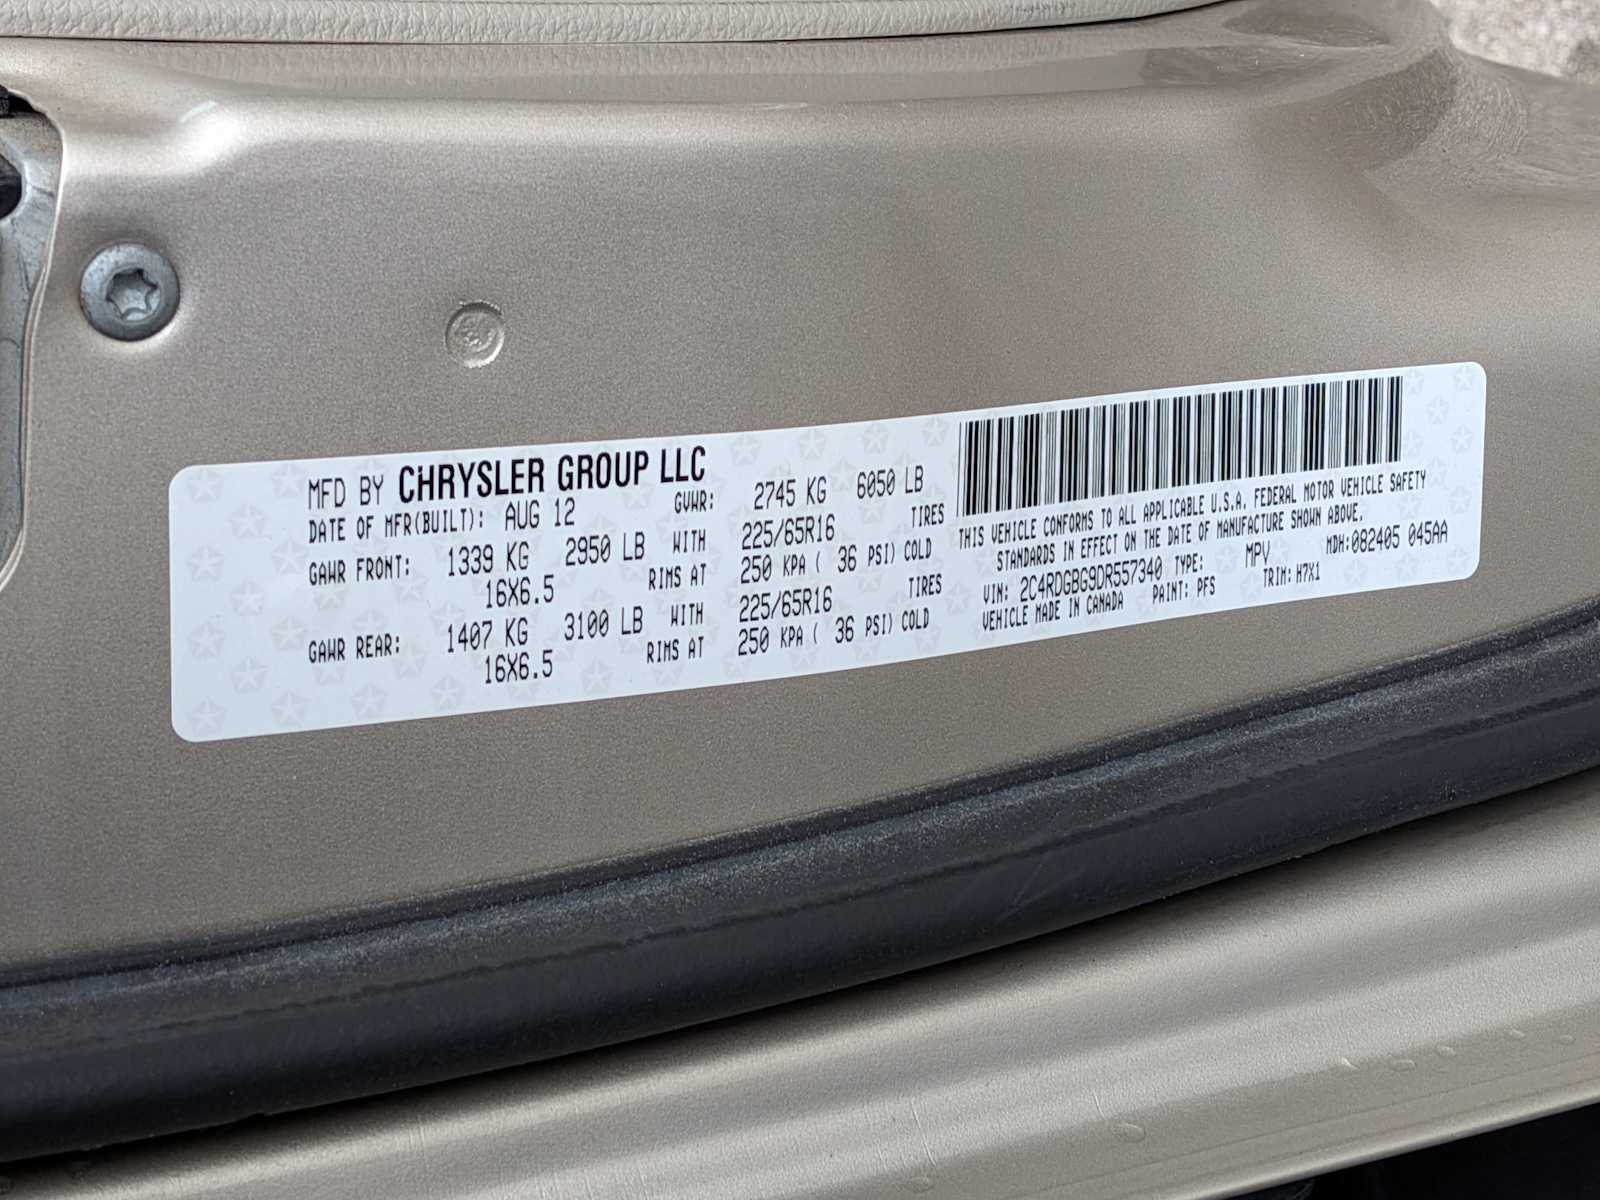 MFD BY CHRYSLER GROUP LLC
DATE OF MFR(BUILT): AUG 12 GVWR: 2745 KG 6050 LB
GAWR FRONT: 1339 KG 2950 LB WITH 225/65R16 TIRES
16X6.5 RIMS AT 250 KPA ( 36 PSI) COLD
GAWR REAR: 1407 KG 3100 LB WITH 225/65R16 TIRES
16X6.5 RIMS AT 250 KPA ( 36 PSI) COLD
THIS VEHICLE CONFORMS TO ALL APPLICABLE U.S.A. FEDERAL MOTOR VEHICLE SAFETY
STANDARDS IN EFFECT ON THE DATE OF MANUFACTURE SHOWN ABOVE.
VIN: 2C4RDGBG9DR557340 TYPE: MPV MDH:082405 045AA
VEHICLE MADE IN CANADA PAINT: PFS TRIM: H7X1